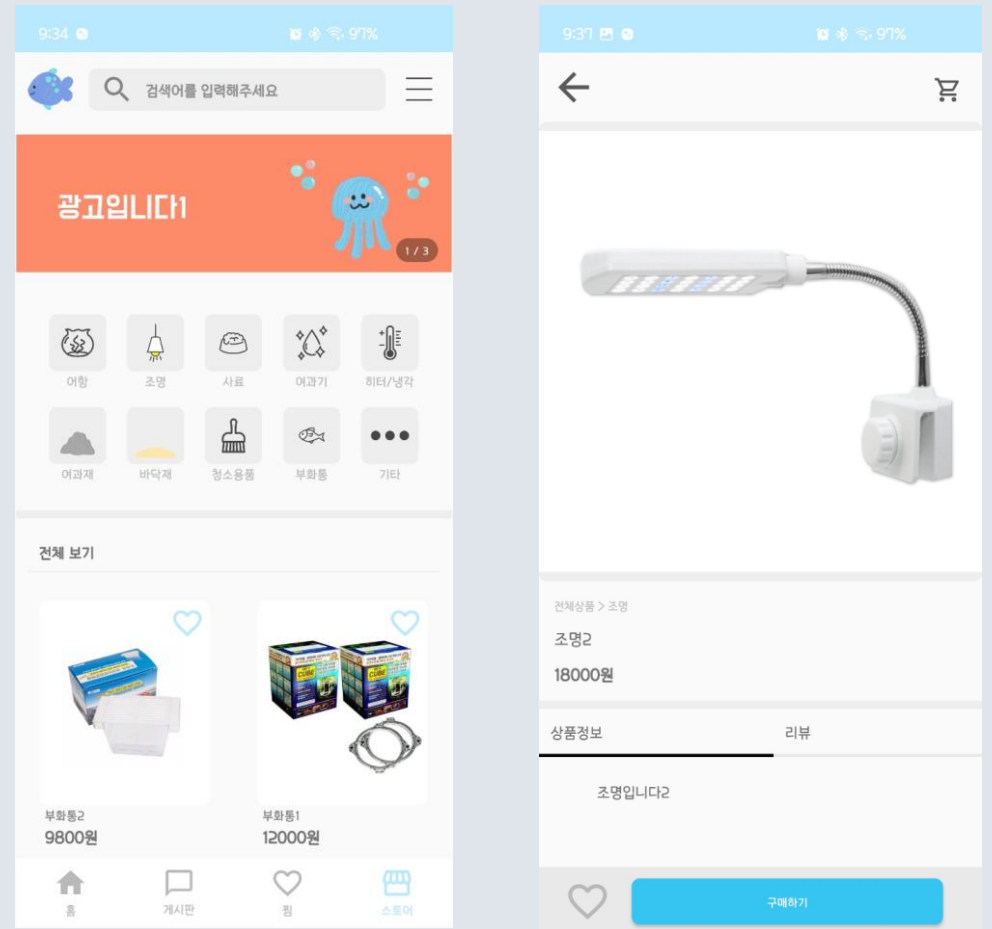 9:34
97%
검색어를 입력해주세요
광고입니다1
1 / 3
어항
조명
사료
여과기
히터/냉각
여과재
바닥재
청소용품
부화통
기타
전체 보기
CUBE
CUBE
부화통2
9800원
부화통1
12000원
홈
게시판
찜
스토어
9:37
97%
전체상품 > 조명
조명2
18000원
상품정보
리뷰
조명입니다2
구매하기